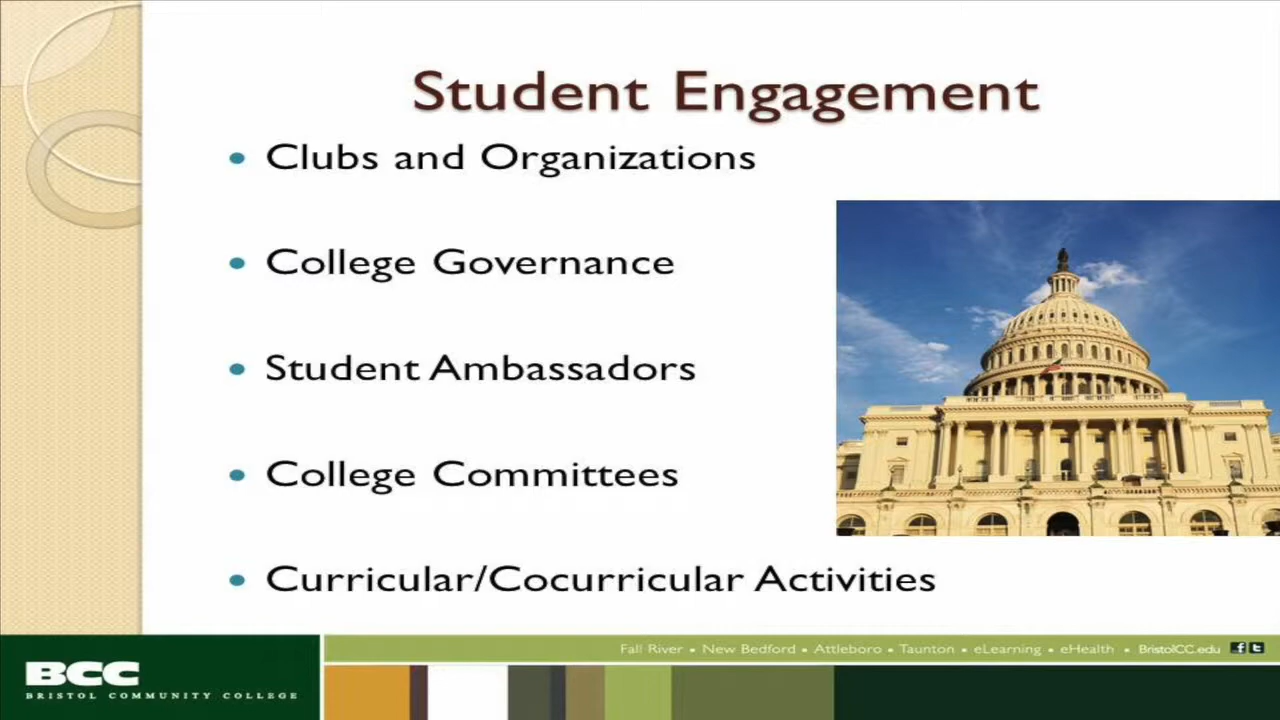 Student Engagement
• Clubs and Organizations
• College Governance
• Student Ambassadors
• College Committees
• Curricular/Cocurricular Activities
Fall River • New Bedford • Attleboro • Taunton • eLearning • eHealth • BristolCC.edu
BCC
BRISTOL COMMUNITY COLLEGE